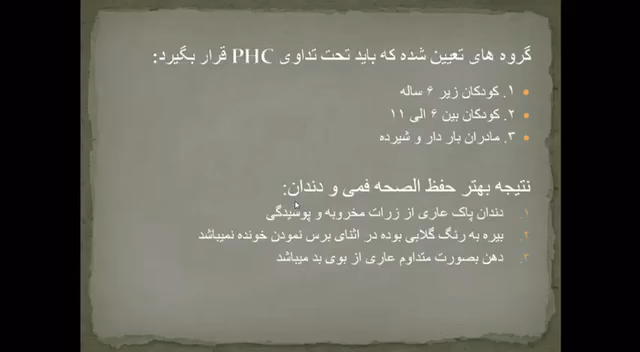 گروه های تعیین شده که باید تحت تداوی PHC قرار بگیرد:
۱. کودکان زیر ۶ ساله
۲. کودکان بین ۶ الی ۱۱
۳. مادران بار دار و شیرده
نتیجه بهتر حفظ الصحه فمی و دندان:
۱. دندان پاک عاری از زرات مخروبه و پوسیدگی
۲. بیره به رنگ گلابی بوده در اثنای برس نمودن خونده نمیباشد
۳. دهن بصورت متداوم عاری از بوی بد میباشد